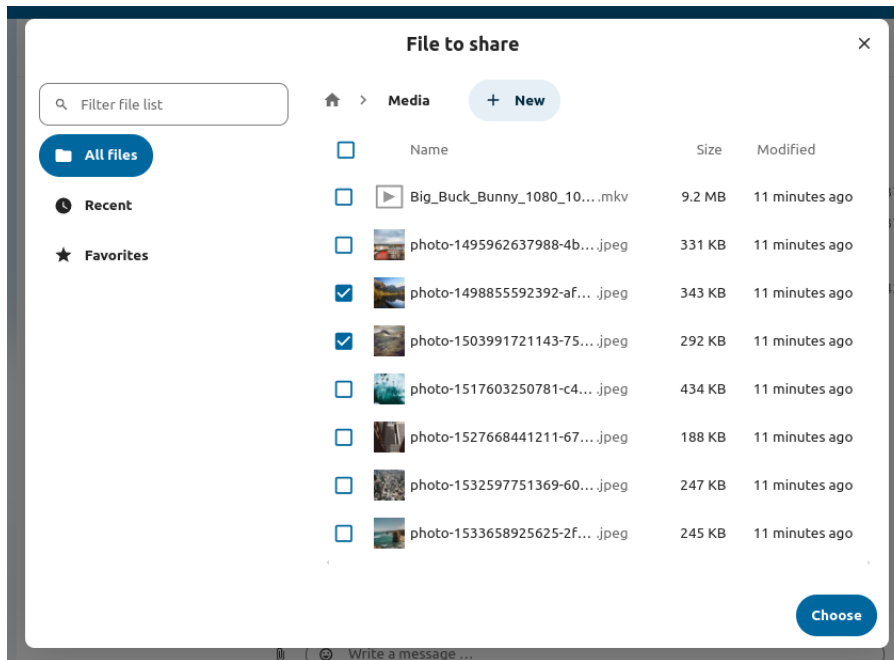 File to share
Filter file list
Media
+ New
All files
Recent
Favorites
Name Size Modified
Big_Buck_Bunny_1080_10... .mkv 9.2 MB 11 minutes ago
photo-1495962637988-4b... .jpeg 331 KB 11 minutes ago
photo-1498855592392-af... .jpeg 343 KB 11 minutes ago
photo-1503991721143-75... .jpeg 292 KB 11 minutes ago
photo-1517603250781-c4... .jpeg 434 KB 11 minutes ago
photo-1527668441211-67... .jpeg 188 KB 11 minutes ago
photo-1532597751369-60... .jpeg 247 KB 11 minutes ago
photo-1533658925625-2f... .jpeg 245 KB 11 minutes ago
Choose
Write a message ...